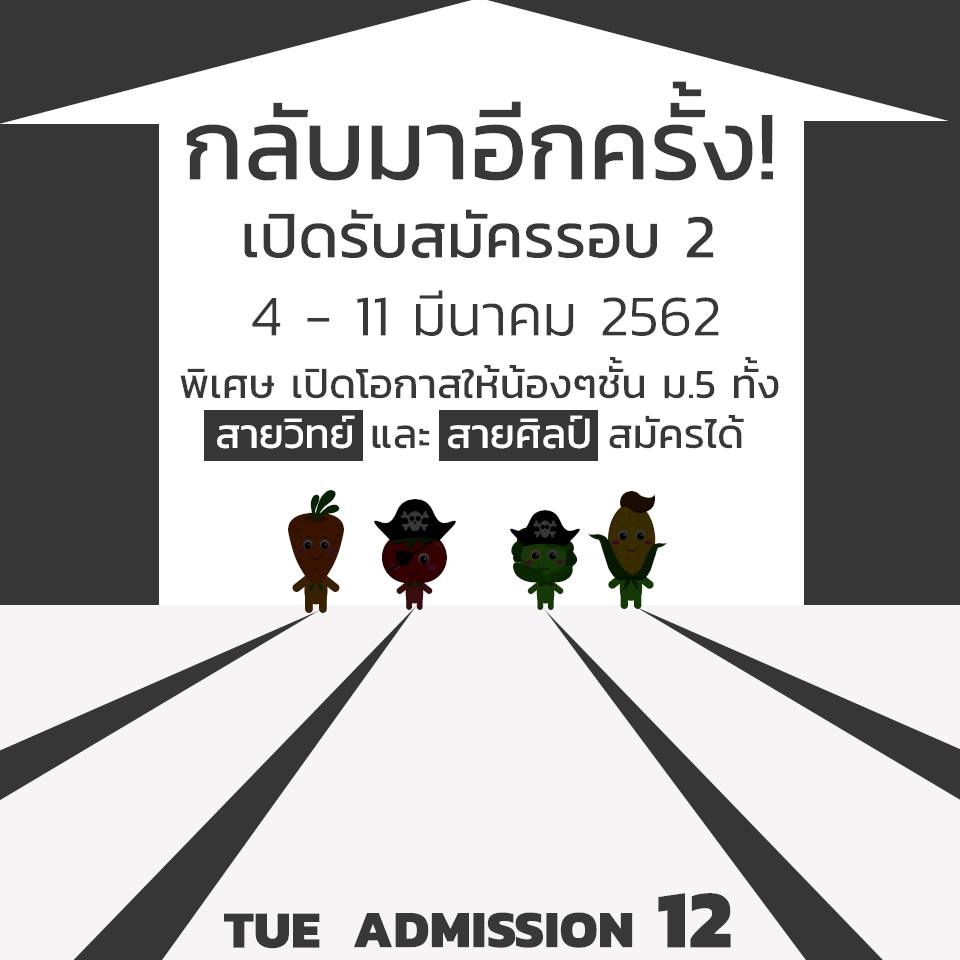 กลับมาอีกครั้ง!
เปิดรับสมัครรอบ 2
4 - 11 มีนาคม 2562
พิเศษ เปิดโอกาสให้น้องๆชั้น ม.5 ทั้ง
สายวิทย์ และ สายศิลป์ สมัครได้
TUE ADMISSION 12